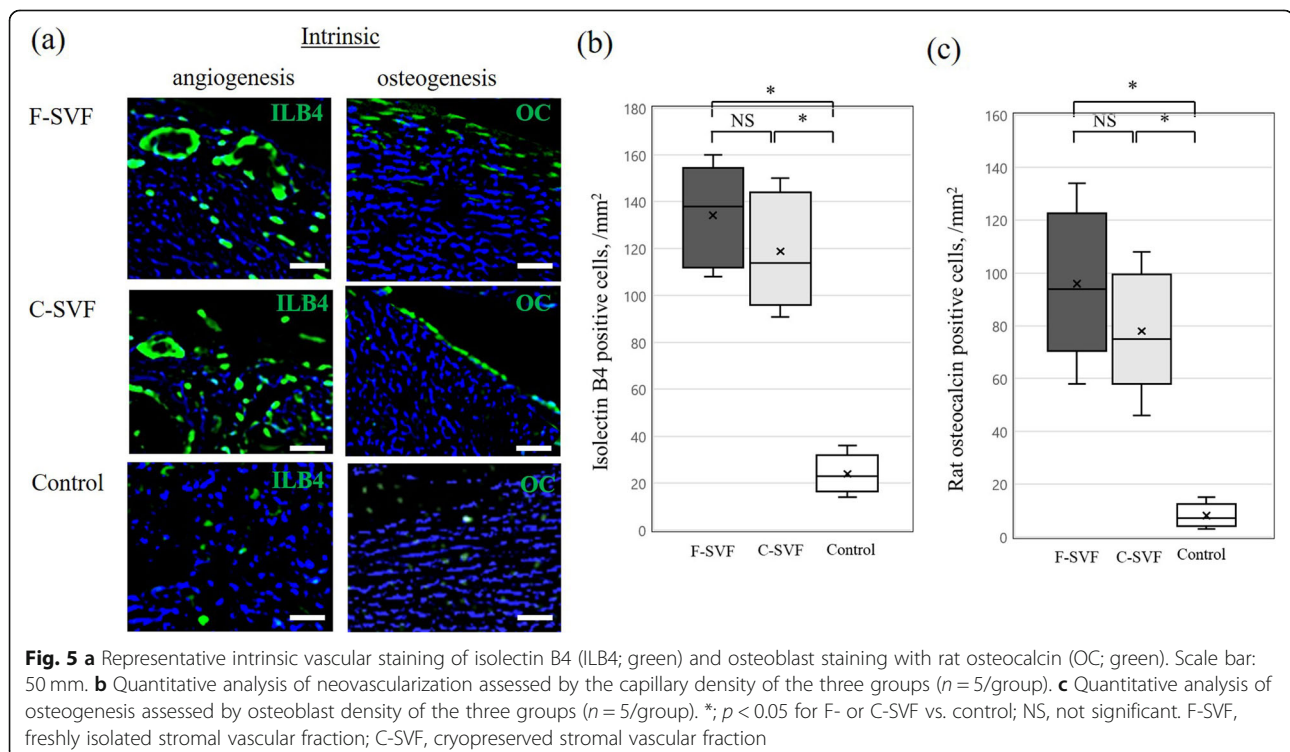 (a)
Intrinsic
angiogenesis osteogenesis
F-SVF
ILB4
OC
C-SVF
ILB4
OC
Control
ILB4
OC
(b)
*
NS
*
180
160
140
120
100
80
60
40
20
0
Isolectin B4 positive cells, /mm²
F-SVF C-SVF Control
(c)
*
NS
*
160
140
120
100
80
60
40
20
0
Rat osteocalcin positive cells, /mm²
F-SVF C-SVF Control
Fig. 5 a Representative intrinsic vascular staining of isolectin B4 (ILB4; green) and osteoblast staining with rat osteocalcin (OC; green). Scale bar:
50 mm. b Quantitative analysis of neovascularization assessed by the capillary density of the three groups (n = 5/group). c Quantitative analysis of
osteogenesis assessed by osteoblast density of the three groups (n = 5/group). *; p < 0.05 for F- or C-SVF vs. control; NS, not significant. F-SVF,
freshly isolated stromal vascular fraction; C-SVF, cryopreserved stromal vascular fraction